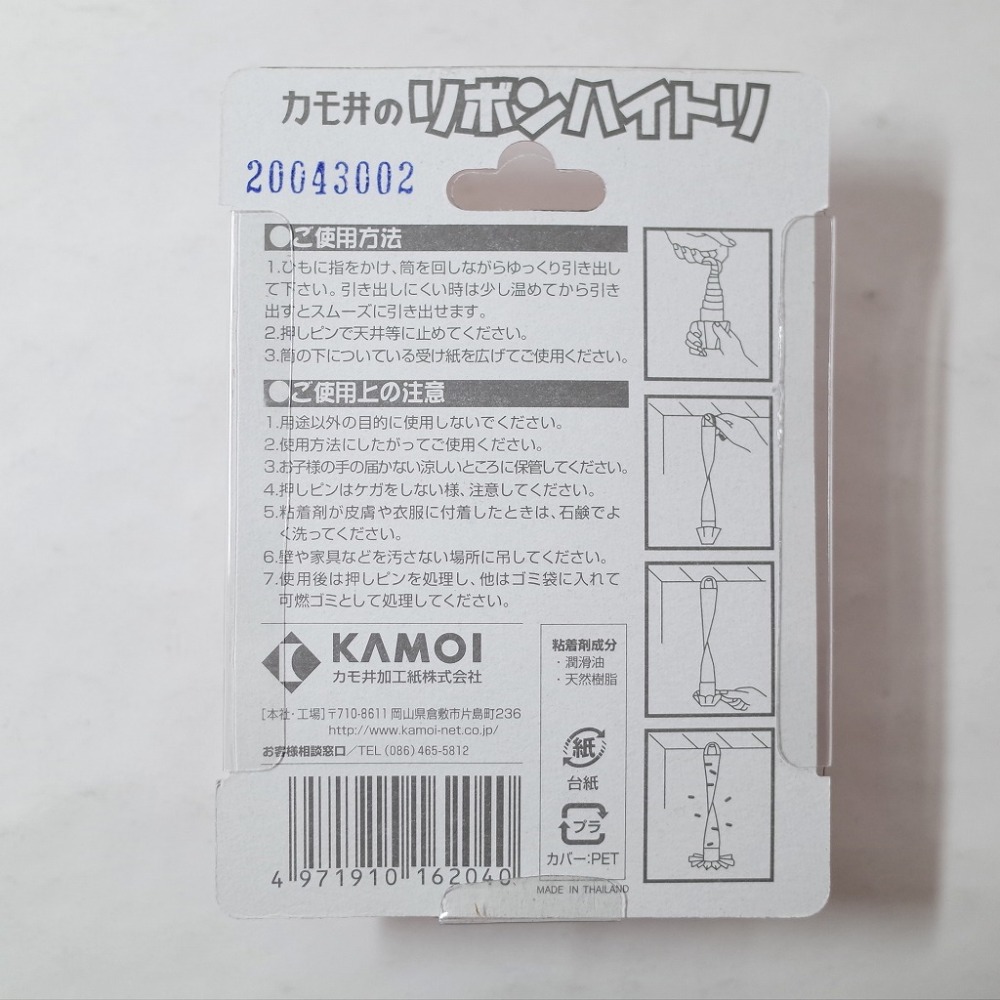 カモ井のリボンハイトリ
20043002
●ご使用方法
1.ひもに指をかけ、筒を回しながらゆっくり引き出し
て下さい。引き出しにくい時は少し温めてから引き
出すとスムーズに引き出せます。
2.押しピンで天井等に止めてください。
3.筒の下についている受け紙を広げてご使用ください。
●ご使用上の注意
1.用途以外の目的に使用しないでください。
2.使用方法にしたがってご使用ください。
3.お子様の手の届かない涼しいところに保管してください。
4.押しピンはケガをしない様、注意してください。
5.粘着剤が皮膚や衣服に付着したときは、石鹸でよ
く洗ってください。
6.壁や家具などを汚さない場所に吊してください。
7.使用後は押しピンを処理し、他はゴミ袋に入れて
可燃ゴミとして処理してください。
KAMOI
カモ井加工紙株式会社
[本社・工場]〒710-8611 岡山県倉敷市片島町236
http://www.kamoi-net.co.jp/
お客様相談窓口/TEL(086)465-5812
4 971910 162040
粘着剤成分
・潤滑油
・天然樹脂
紙
台紙
プラ
カバー:PET
MADE IN THAILAND